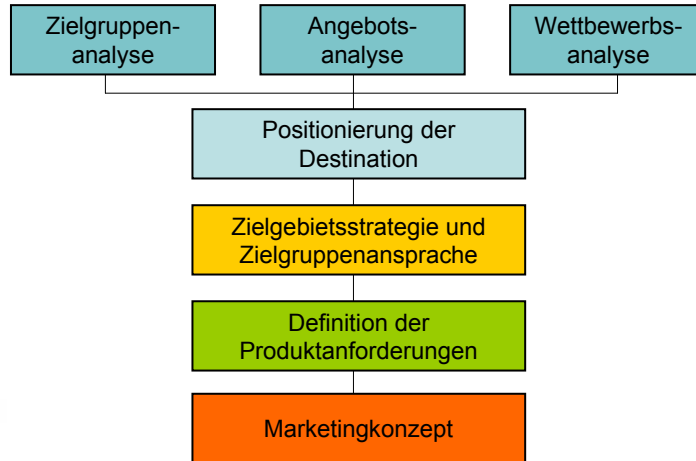 Zielgruppen-
analyse
Angebots-
analyse
Wettbewerbs-
analyse
Positionierung der
Destination
Zielgebietsstrategie und
Zielgruppenansprache
Definition der
Produktanforderungen
Marketingkonzept